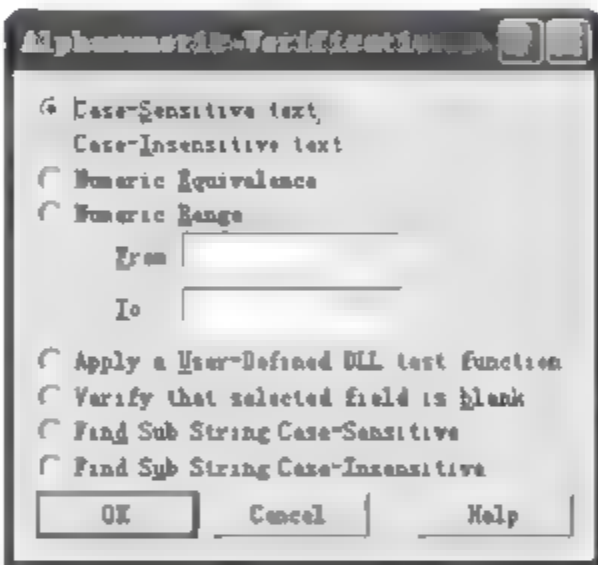 Alphanumeric Verification
Case-Sensitive text
Case-Insensitive text
Numeric Equivalence
Numeric Range
From
To
Apply a User-Defined DLL test function
Verify that selected field is blank
Find Sub String Case-Sensitive
Find Sub String Case-Insensitive
OK Cancel Help